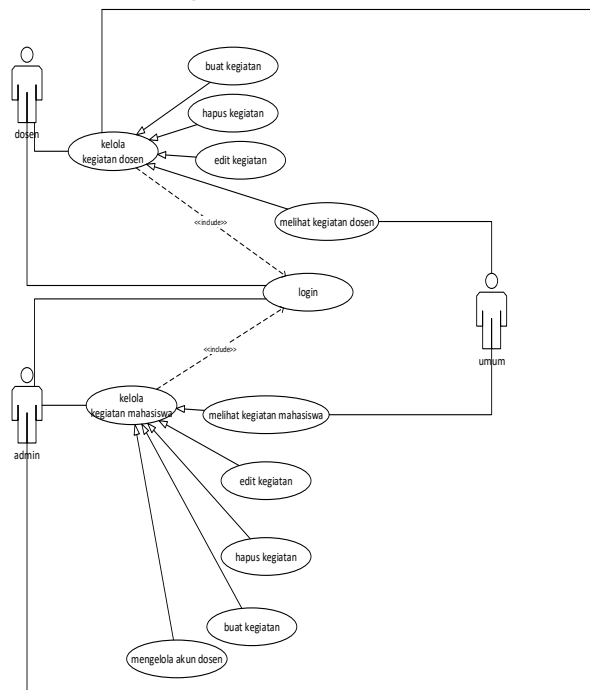 buat kegiatan
hapus kegiatan
dosen
kelola
kegiatan dosen
edit kegiatan
melihat kegiatan dosen
<<include>>
login
<<include>>
umum
kelola
kegiatan mahasiswa
melihat kegiatan mahasiswa
admin
edit kegiatan
hapus kegiatan
buat kegiatan
mengelola akun dosen